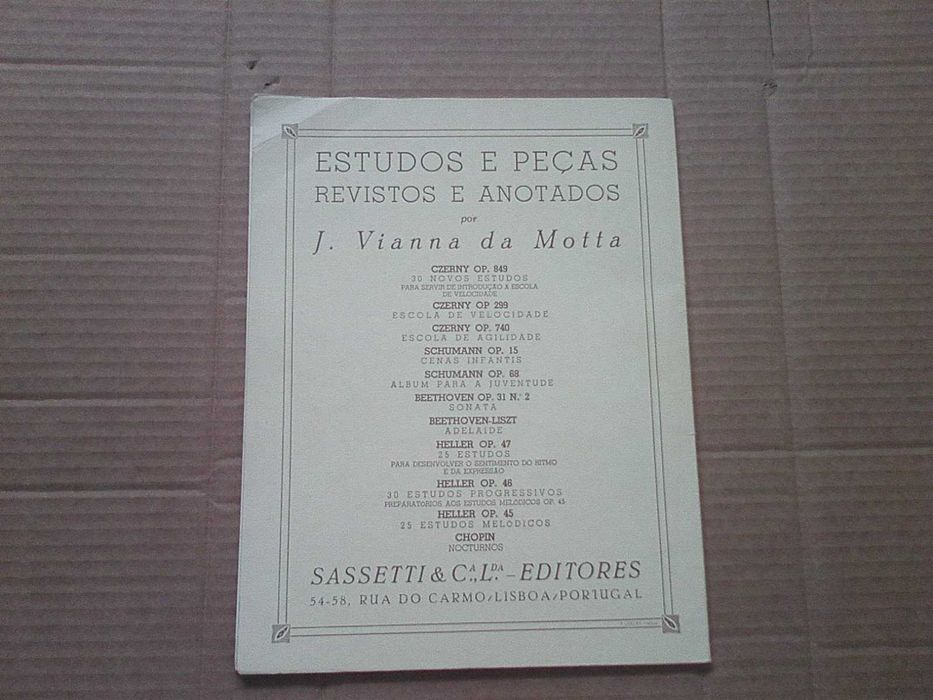 ESTUDOS E PEÇAS
REVISTOS E ANOTADOS
por
J. Vianna da Motta
CZERNY OP. 849
30 NOVOS ESTUDOS
PARA SERVIR DE INTRODUÇÃO À ESCOLA
DE VELOCIDADE
CZERNY OP 299
ESCOLA DE VELOCIDADE
CZERNY OP. 740
ESCOLA DE AGILIDADE
SCHUMANN OP. 15
CENAS INFANTIS
SCHUMANN OP. 68
ALBUM PARA A JUVENTUDE
BEETHOVEN OP. 31 N.º 2
SONATA
BEETHOVEN-LISZT
ADELAIDE
HELLER OP. 47
25 ESTUDOS
PARA DESENVOLVER O SENTIMENTO DO RITMO
E DA EXPRESSÃO
HELLER OP. 46
30 ESTUDOS PROGRESSIVOS
PREPARATORIOS AOS ESTUDOS MELODICOS OP. 45
HELLER OP. 45
25 ESTUDOS MELODICOS
CHOPIN
NOCTURNOS
SASSETTI & C.A, L.DA – EDITORES
54-58, RUA DO CARMO/LISBOA/PORTUGAL